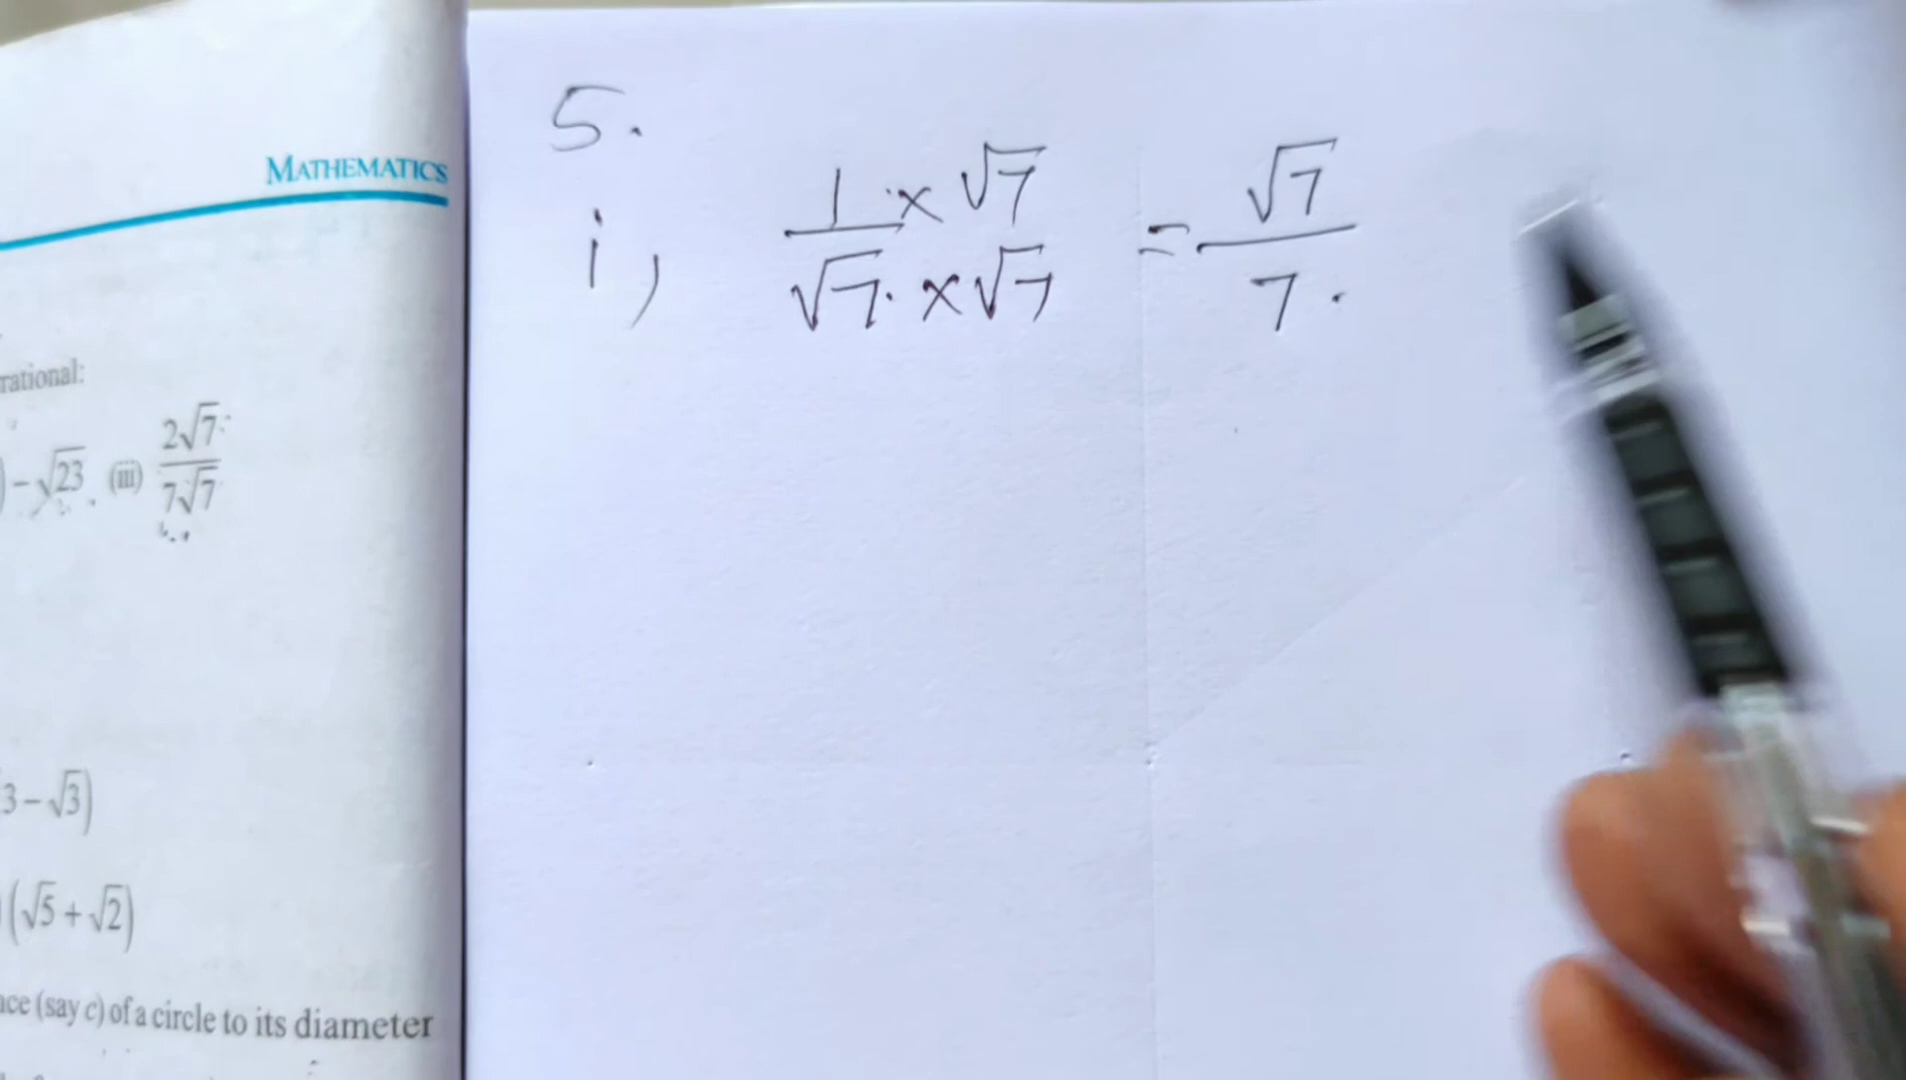 MATHEMATICS
rational:
) - √23 (iii) 2√7 / 7√7
3 - √3)
(√5 + √2)
(say c) of a circle to its diameter
5.
i, 1 × √7 / √7 × √7 = √7 / 7.